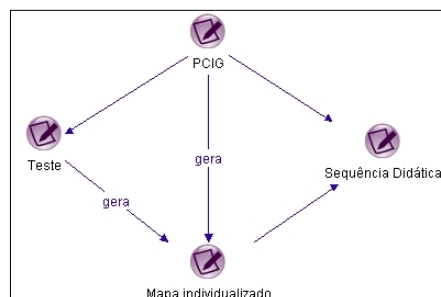 PCIG
Teste
gera
Sequência Didática
gera
Mapa individualizado